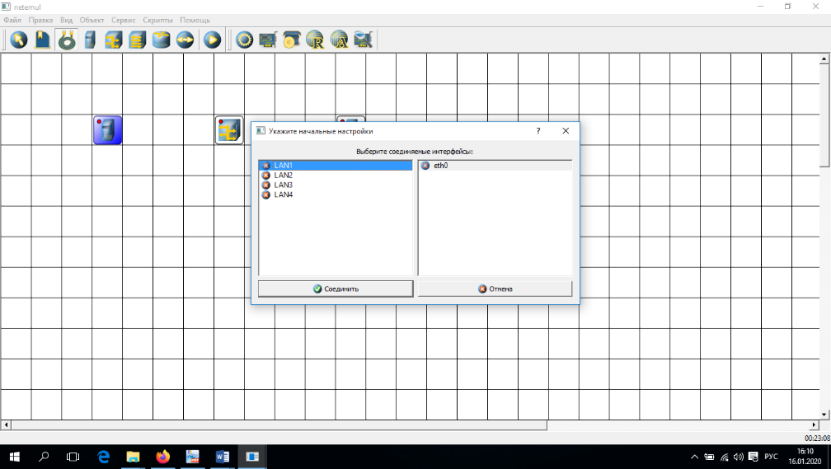 netemul
Файл Правка Вид Объект Сервис Скрипты Помощь
Укажите начальные настройки
Выберите соединяемые интерфейсы:
LAN1
LAN2
LAN3
LAN4
eth0
Соединить
Отмена
00:23:08
РУС
16:10
16.01.2020